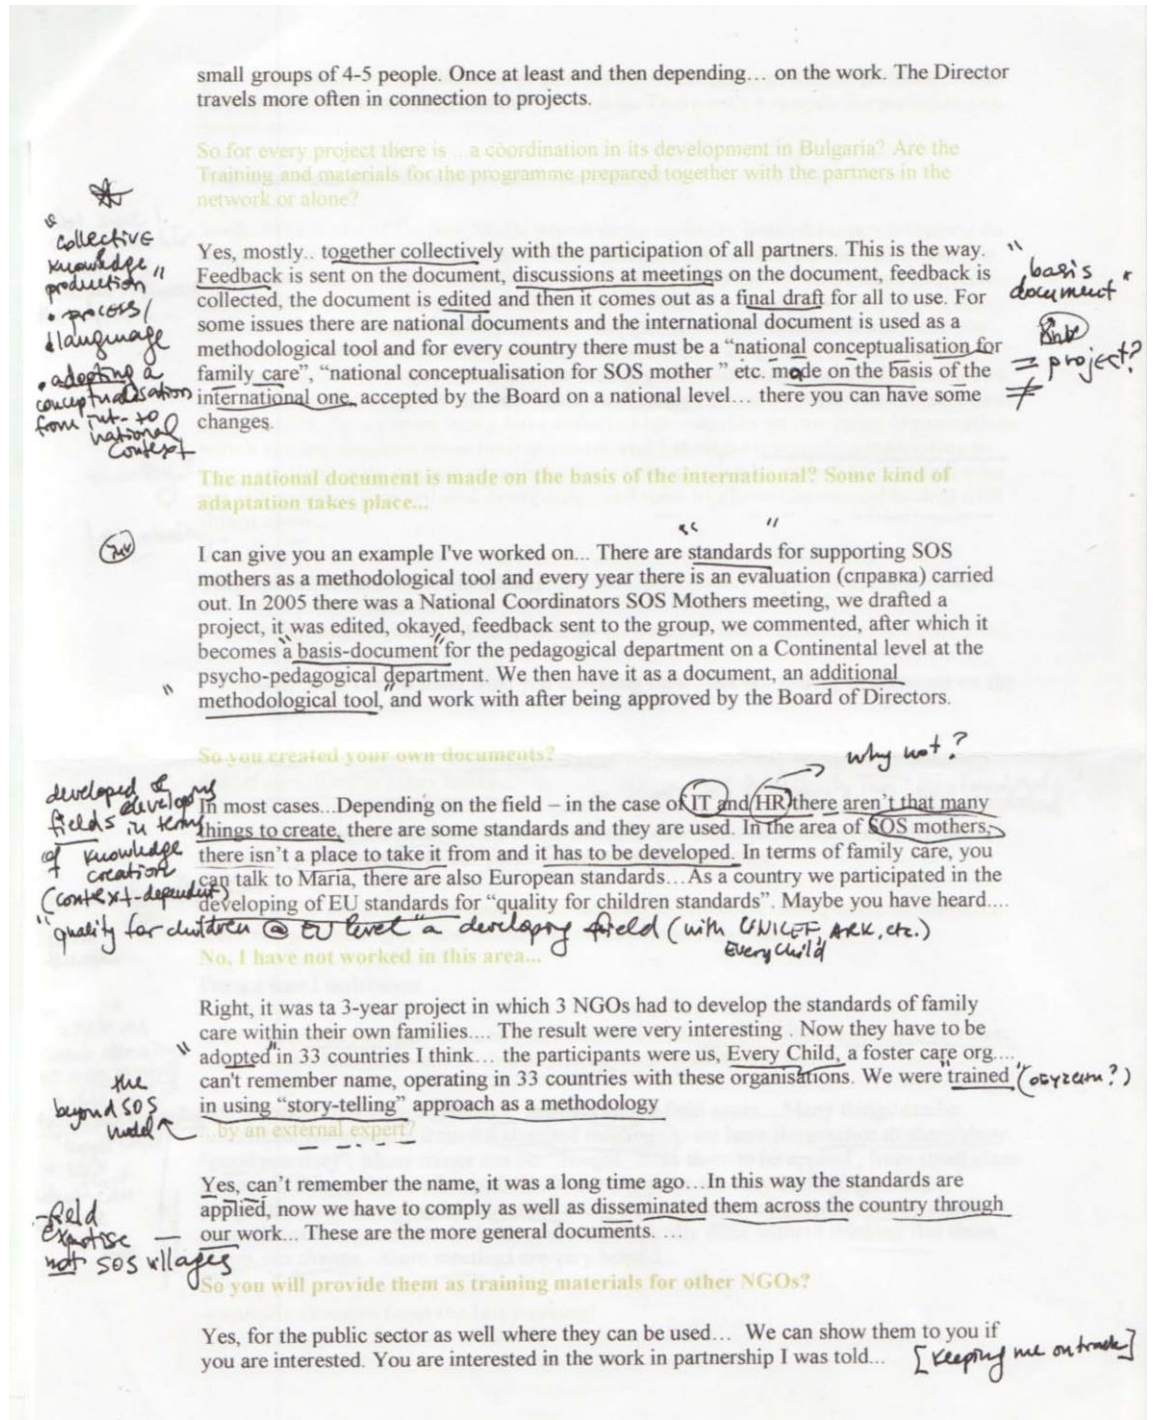 small groups of 4-5 people. Once at least and then depending... on the work. The Director
travels more often in connection to projects.
So for every project there is ...a coordination in its development in Bulgaria? Are the
Training and materials for the programme prepared together with the partners in the
network or alone?
"collective
knowledge
production"
• process/
language
• adopting a
conceptualisation
from int- to
national
context
Yes, mostly.. together collectively with the participation of all partners. This is the way.
Feedback is sent on the document, discussions at meetings on the document, feedback is
collected, the document is edited and then it comes out as a final draft for all to use. For
some issues there are national documents and the international document is used as a
methodological tool and for every country there must be a “national conceptualisation for
family care”, “national conceptualisation for SOS mother ” etc. made on the basis of the
international one, accepted by the Board on a national level... there you can have some
changes.
"basis
document"
= project?
≠
The national document is made on the basis of the international? Some kind of
adaptation takes place...
I can give you an example I've worked on... There are "standards" for supporting SOS
mothers as a methodological tool and every year there is an evaluation (справка) carried
out. In 2005 there was a National Coordinators SOS Mothers meeting, we drafted a
project, it was edited, okayed, feedback sent to the group, we commented, after which it
becomes "a basis-document" for the pedagogical department on a Continental level at the
psycho-pedagogical department. We then have it as a document, an additional
"methodological tool," and work with after being approved by the Board of Directors.
So you created your own documents?
why not?
developed & developing
fields in terms
of knowledge
creation
(context-dependent)
In most cases...Depending on the field – in the case of IT and HR there aren’t that many
things to create, there are some standards and they are used. In the area of SOS mothers,
there isn’t a place to take it from and it has to be developed. In terms of family care, you
can talk to Maria, there are also European standards...As a country we participated in the
developing of EU standards for “quality for children standards”. Maybe you have heard....
"quality for children @ EU level" a developing field (with UNICEF, ARK, etc.)
Every Child
No, I have not worked in this area...
Right, it was ta 3-year project in which 3 NGOs had to develop the standards of family
care within their own families.... The result were very interesting . Now they have to be
"adopted" in 33 countries I think... the participants were us, Every Child, a foster care org....
can't remember name, operating in 33 countries with these organisations. We were "trained"
in using “story-telling” approach as a methodology
the
beyond SOS
model
...by an external expert?
Yes, can’t remember the name, it was a long time ago...In this way the standards are
applied, now we have to comply as well as disseminated them across the country through
our work... These are the more general documents. ...
-field
expertise —
not SOS villages
So you will provide them as training materials for other NGOs?
Yes, for the public sector as well where they can be used... We can show them to you if
you are interested. You are interested in the work in partnership I was told...
[keeping me on track]